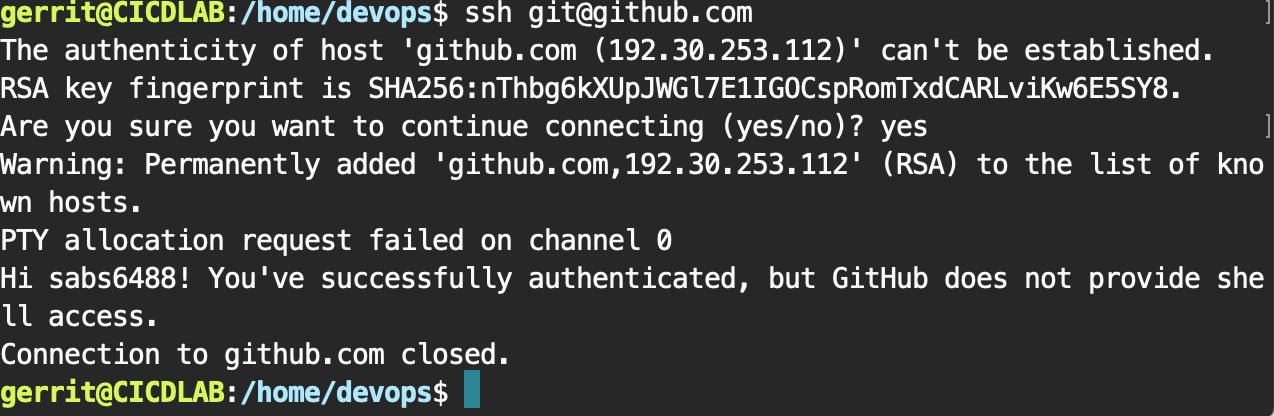 gerrit@CICDLAB:/home/devops$ ssh git@github.com ]
The authenticity of host 'github.com (192.30.253.112)' can't be established.
RSA key fingerprint is SHA256:nThbg6kXUpJWGl7E1IGOCspRomTxdCARLviKw6E5SY8.
Are you sure you want to continue connecting (yes/no)? yes ]
Warning: Permanently added 'github.com,192.30.253.112' (RSA) to the list of kno
wn hosts.
PTY allocation request failed on channel 0
Hi sabs6488! You've successfully authenticated, but GitHub does not provide she
ll access.
Connection to github.com closed.
gerrit@CICDLAB:/home/devops$